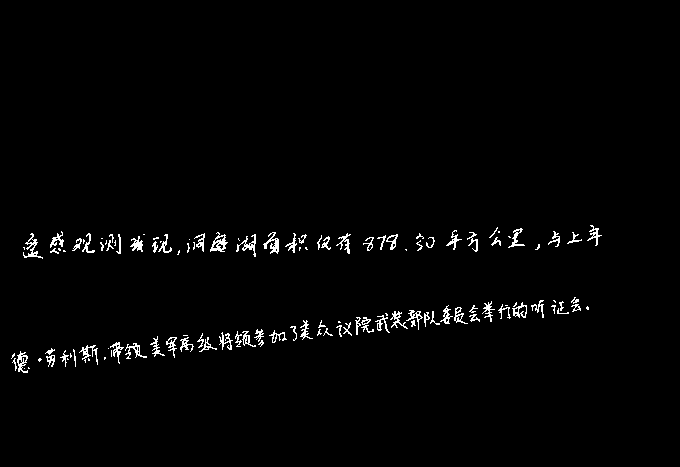 遥感观测发现,洞庭湖面积仅有878.30平方公里,与上年
德·劳利斯.带领美军高级将领参加了美众议院武装部队委员会举行的听证会。